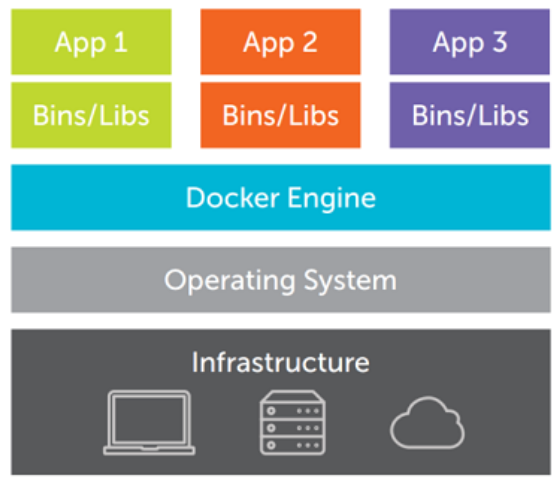 App 1
App 2
App 3
Bins/Libs
Bins/Libs
Bins/Libs
Docker Engine
Operating System
Infrastructure